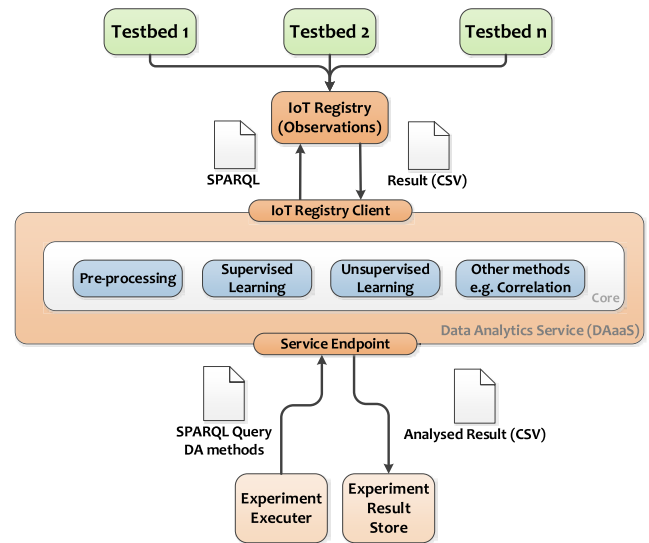 Testbed 1
Testbed 2
Testbed n
IoT Registry
(Observations)
SPARQL
Result (CSV)
IoT Registry Client
Pre-processing
Supervised
Learning
Unsupervised
Learning
Other methods
e.g. Correlation
Core
Data Analytics Service (DAaaS)
Service Endpoint
SPARQL Query
DA methods
Analysed Result (CSV)
Experiment
Executer
Experiment
Result
Store